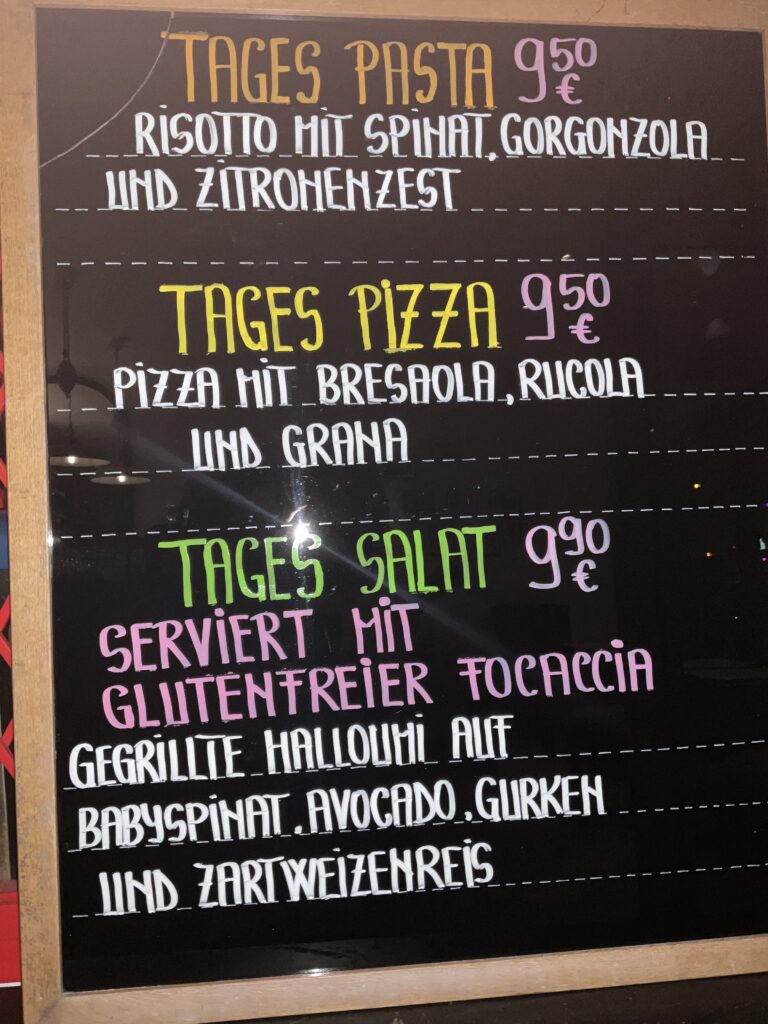 TAGES PASTA 9,50 €
RISOTTO MIT SPINAT, GORGONZOLA
UND ZITRONENZEST
TAGES PIZZA 9,50 €
PIZZA MIT BRESAOLA, RUCOLA
UND GRANA
TAGES SALAT 9,90 €
SERVIERT MIT
GLUTENFREIER FOCACCIA
GEGRILLTE HALLOUMI AUF
BABYSPINAT, AVOCADO, GURKEN
UND ZARTWEIZENREIS